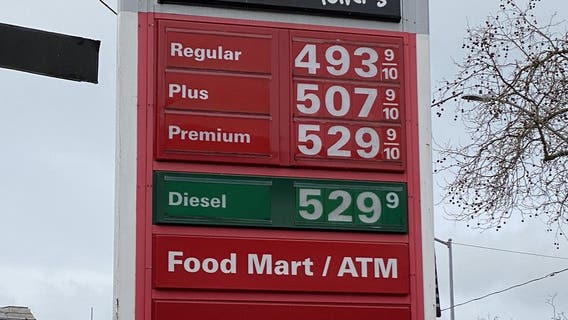 Regular 493 9/10
Plus 507 9/10
Premium 529 9/10
Diesel 529 9
Food Mart / ATM